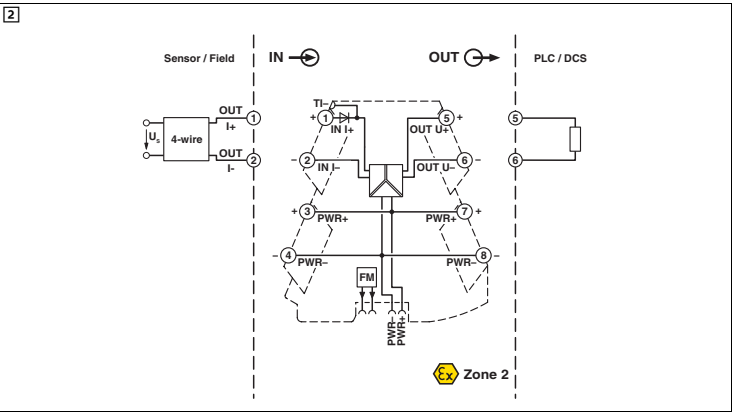 2
Sensor / Field
IN
OUT
PLC / DCS
TI–
OUT
I+
1
+ 1
IN I+
5 +
OUT U+
5
Us
4-wire
OUT
I-
2
– 2
IN I–
6 –
OUT U–
6
+ 3
PWR+
PWR+
7 +
– 4
PWR–
PWR–
8 –
FM
PWR–
PWR+
Ex
Zone 2